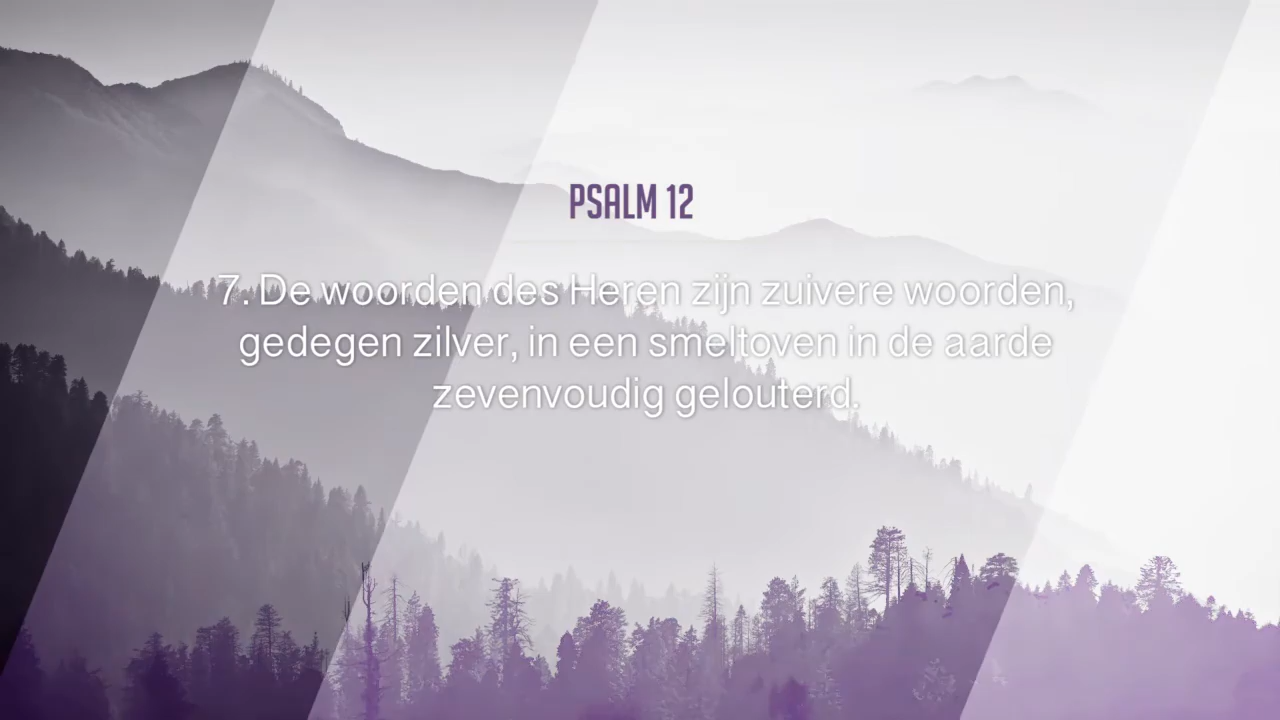 PSALM 12
7. De woorden des Heren zijn zuivere woorden,
gedegen zilver, in een smeltoven in de aarde
zevenvoudig gelouterd.